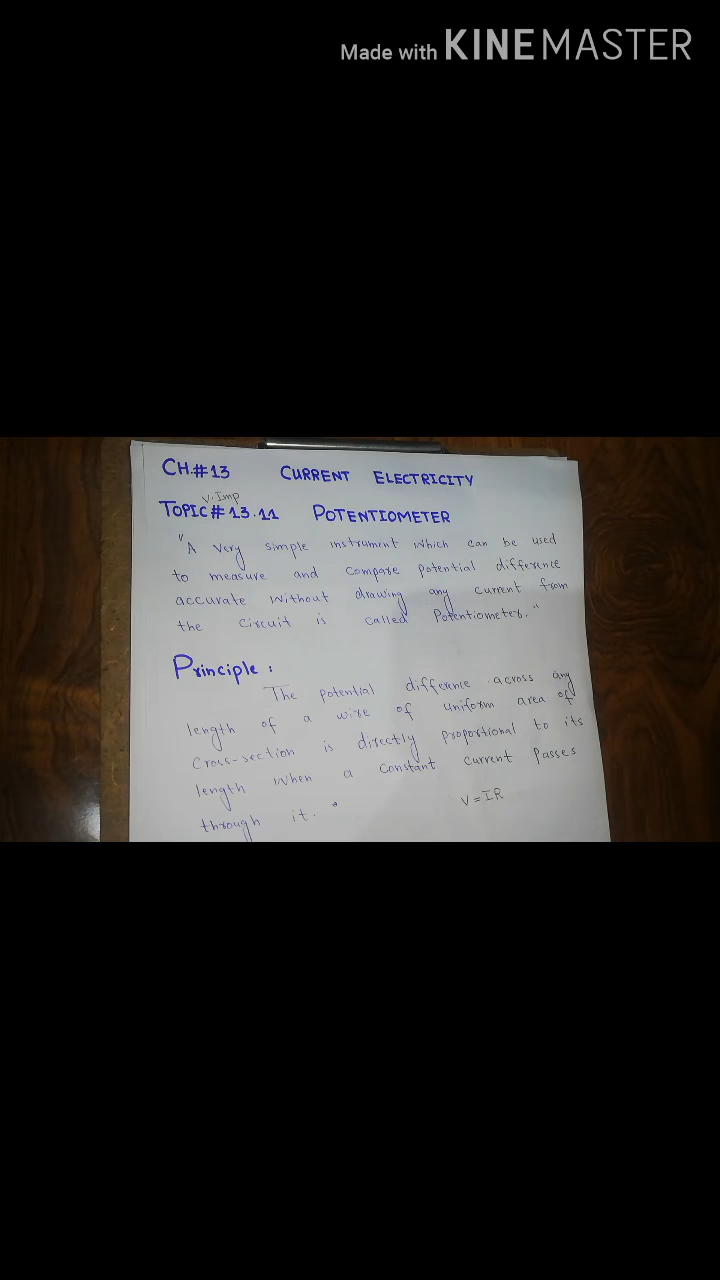 Made with KINEMASTER
CH.#13 CURRENT ELECTRICITY
V.Imp
TOPIC # 13.11 POTENTIOMETER
"A very simple instrument which can be used
to measure and compare potential difference
accurate without drawing any current from
the circuit is called Potentiometer."
Principle :
The potential difference across any
length of a wire of uniform area of
cross-section is directly proportional to its
length when a constant current Passes
through it."
V=IR